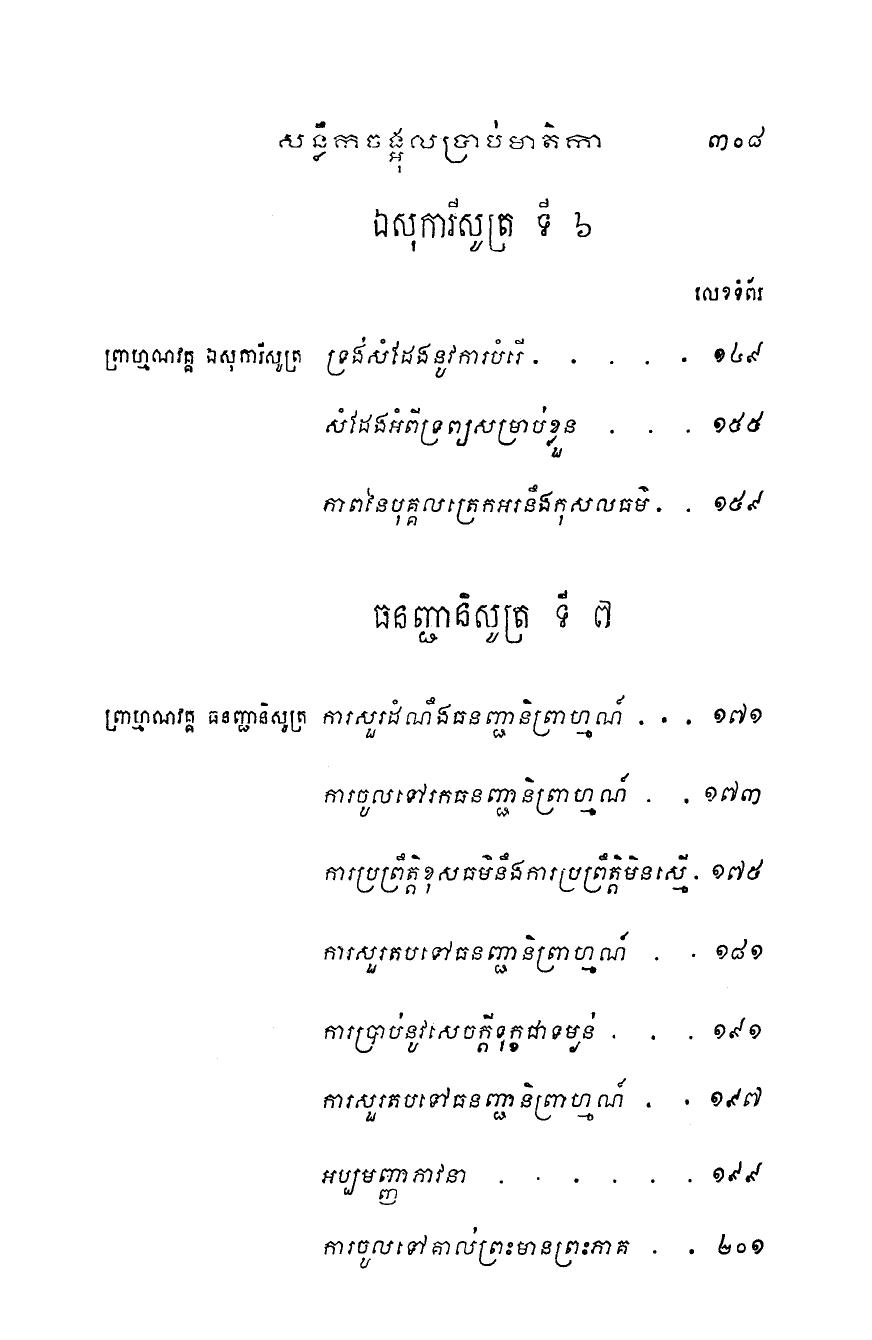 សន្លឹកចង្អុលប្រាប់មាតិកា ៣០៨
ឯសុការីសូត្រ ទី ៦
លេខទំព័រ
ព្រាហ្មណវគ្គ ឯសុការីសូត្រ ទ្រង់សំដែងនូវការបំរើ . . . . . ១៤៩
សំដែងអំពីទ្រព្យសម្រាប់ខ្លួន . . . ១៥៥
ភាពនៃបុគ្គលត្រេកអរនឹងកុសលធម៌ . . ១៥៩
ធនញ្ជានិសូត្រ ទី ៧
ព្រាហ្មណវគ្គ ធនញ្ជានិសូត្រ ការសួរដំណឹងធនញ្ជានិព្រាហ្មណ៍ . . . ១៧១
ការចូលទៅរកធនញ្ជានិព្រាហ្មណ៍ . . ១៧៣
ការប្រព្រឹត្តិខុសធម៌នឹងការប្រព្រឹត្តិមិនស្មើ . ១៧៥
ការសួរតបទៅធនញ្ជានិព្រាហ្មណ៍ . . ១៨១
ការប្រាប់នូវសេចក្តីទុក្ខជាទម្ងន់ . . . ១៩១
ការសួរតបទៅធនញ្ជានិព្រាហ្មណ៍ . . ១៩៧
អប្បមញ្ញាភាវនា . . . . . . ១៩៩
ការចូលទៅគាល់ព្រះមានព្រះភាគ . . ២០១